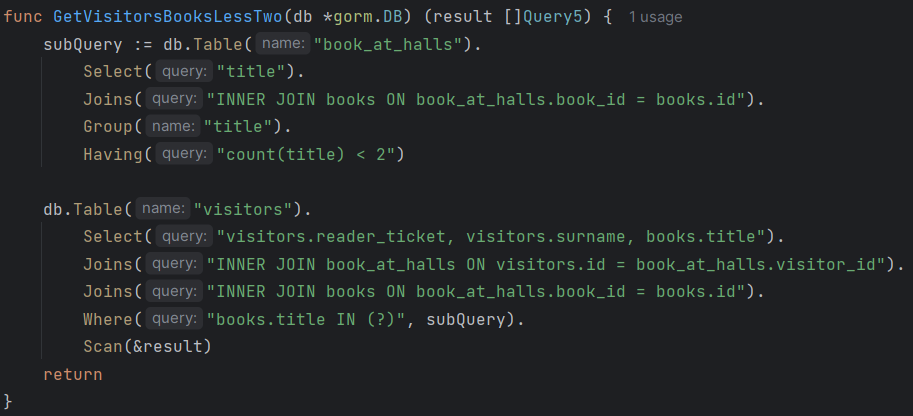 func GetVisitorsBooksLessTwo(db *gorm.DB) (result []Query5) { 1 usage
    subQuery := db.Table( name: "book_at_halls").
        Select( query: "title").
        Joins( query: "INNER JOIN books ON book_at_halls.book_id = books.id").
        Group( name: "title").
        Having( query: "count(title) < 2")

    db.Table( name: "visitors").
        Select( query: "visitors.reader_ticket, visitors.surname, books.title").
        Joins( query: "INNER JOIN book_at_halls ON visitors.id = book_at_halls.visitor_id").
        Joins( query: "INNER JOIN books ON book_at_halls.book_id = books.id").
        Where( query: "books.title IN (?)", subQuery).
        Scan(&result)
    return
}